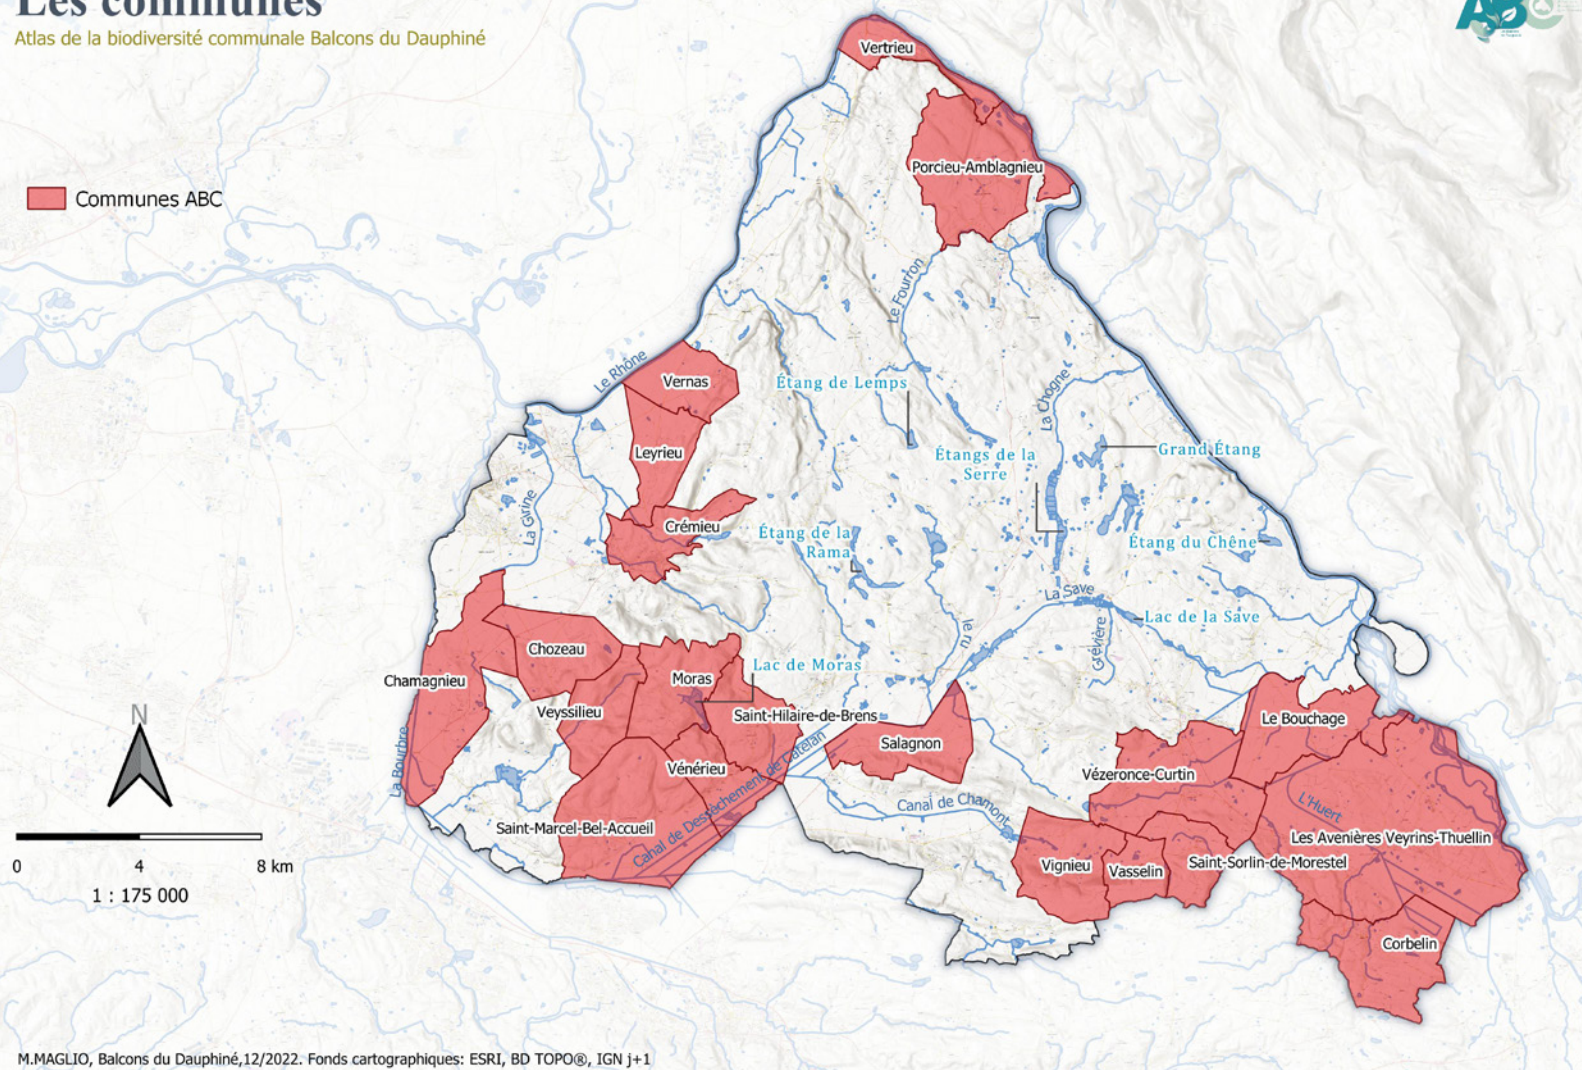 Les communes
Atlas de la biodiversité communale Balcons du Dauphiné
ABC
Communes ABC
Vertrieu
Porcieu-Amblagnieu
Le Fourron
Le Rhône
Vernas
Étang de Lemps
La Chogne
Leyrieu
Étangs de la
Serre
Grand Étang
La Girine
Crémieu
Étang de la
Rama
Étang du Chêne
La Save
Lac de la Save
le ru
Crévière
Chozeau
Lac de Moras
Chamagnieu
Moras
Veyssilieu
Saint-Hilaire-de-Brens
Le Bouchage
Salagnon
La Bourbre
Vénérieu
Vézeronce-Curtin
Canal de Dessèchement de Catelan
Canal de Chamont
L'Huert
Saint-Marcel-Bel-Accueil
Les Avenières Veyrins-Thuellin
Vignieu
Vasselin
Saint-Sorlin-de-Morestel
Corbelin
N
0 4 8 km
1 : 175 000
M.MAGLIO, Balcons du Dauphiné,12/2022. Fonds cartographiques: ESRI, BD TOPO®, IGN j+1